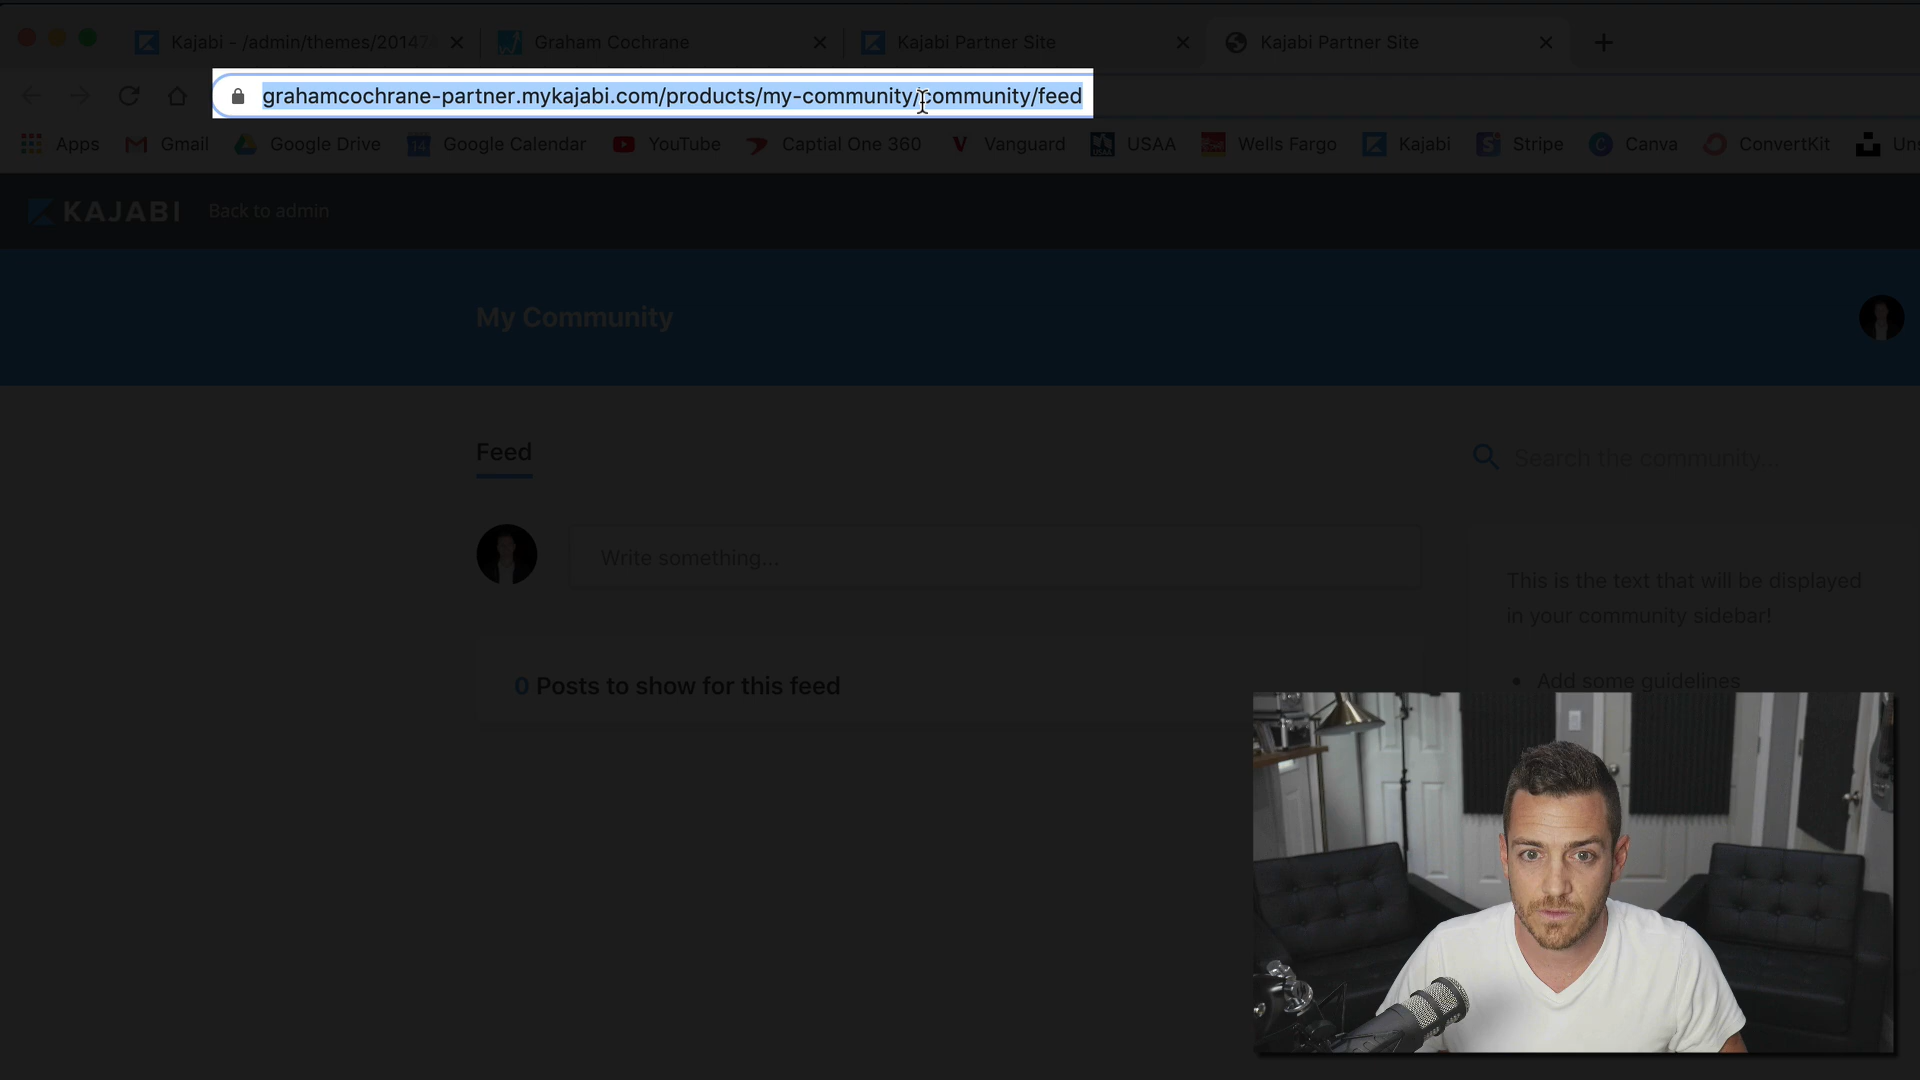 Kajabi - /admin/themes/20147
Graham Cochrane
Kajabi Partner Site
Kajabi Partner Site
grahamcochrane-partner.mykajabi.com/products/my-community/community/feed
Apps
Gmail
Google Drive
14
Google Calendar
YouTube
Captial One 360
Vanguard
USAA
Wells Fargo
Kajabi
Stripe
Canva
ConvertKit
Uns
KAJABI
Back to admin
My Community
Feed
Search the community...
Write something...
This is the text that will be displayed
in your community sidebar!
• Add some guidelines
0 Posts to show for this feed